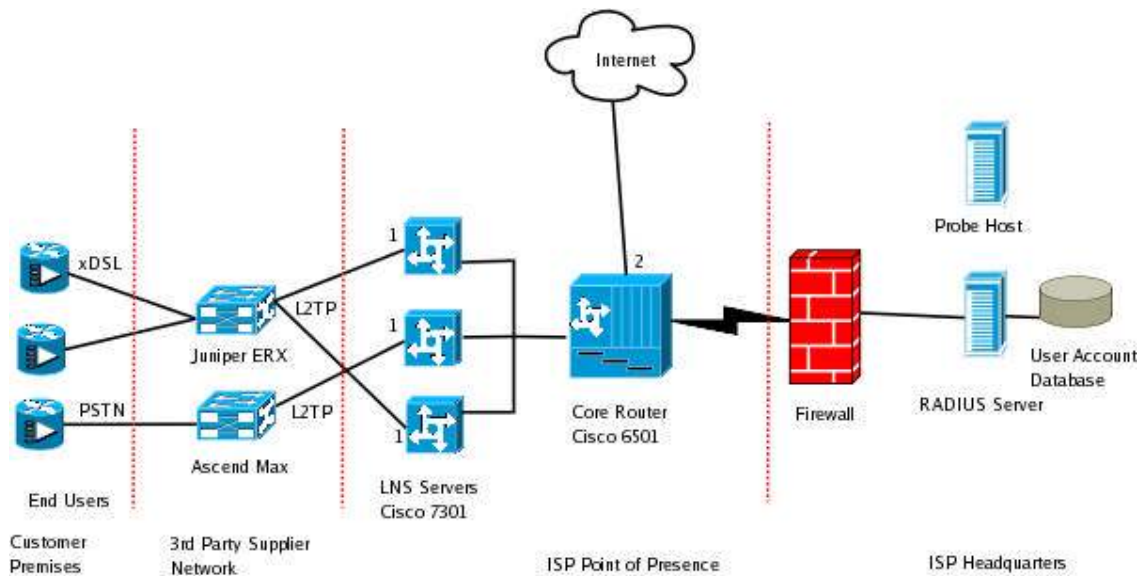 Internet
Probe Host
xDSL
1
2
L2TP
Juniper ERX
1
User Account
Database
PSTN
L2TP
1
Core Router
Cisco 6501
Firewall
RADIUS Server
Ascend Max
LNS Servers
Cisco 7301
End Users
Customer
Premises
3rd Party Supplier
Network
ISP Point of Presence
ISP Headquarters